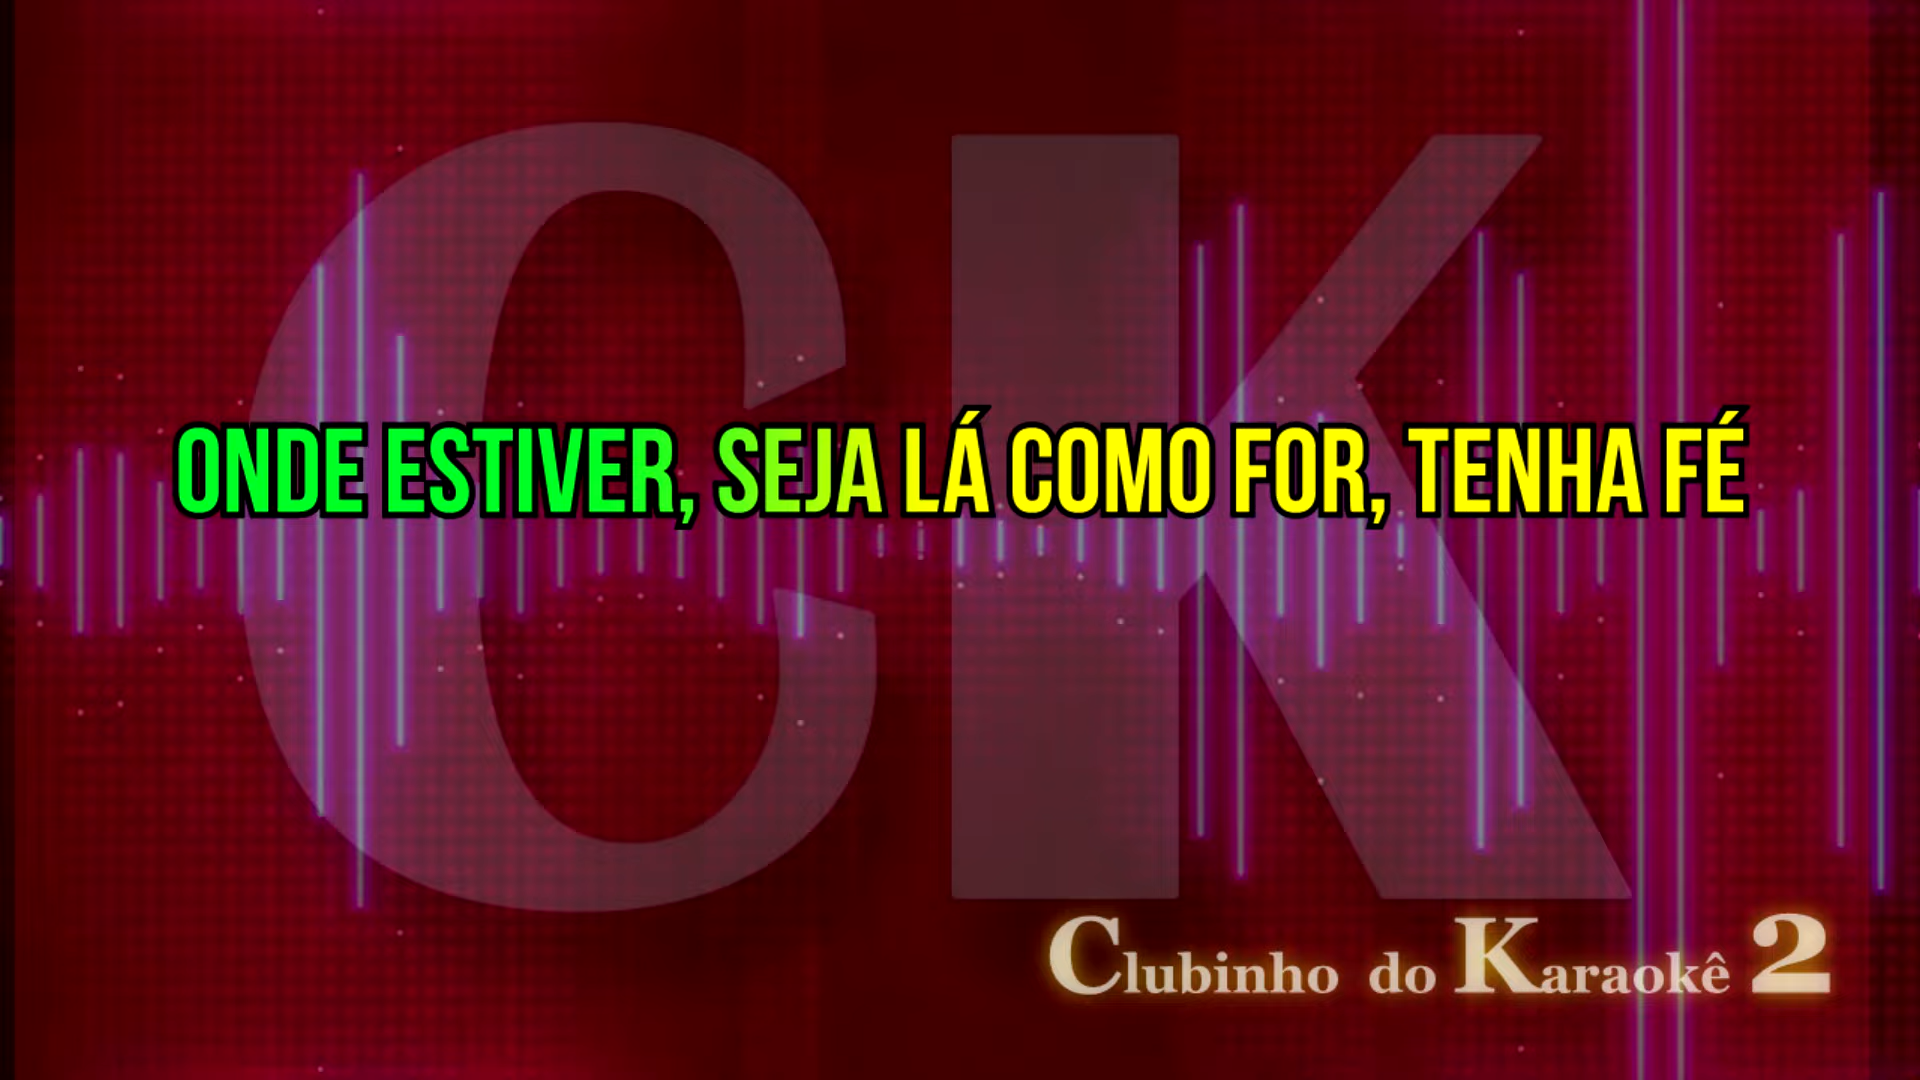 CK
ONDE ESTIVER, SEJA LÁ COMO FOR, TENHA FÉ
Clubinho do Karaokê 2